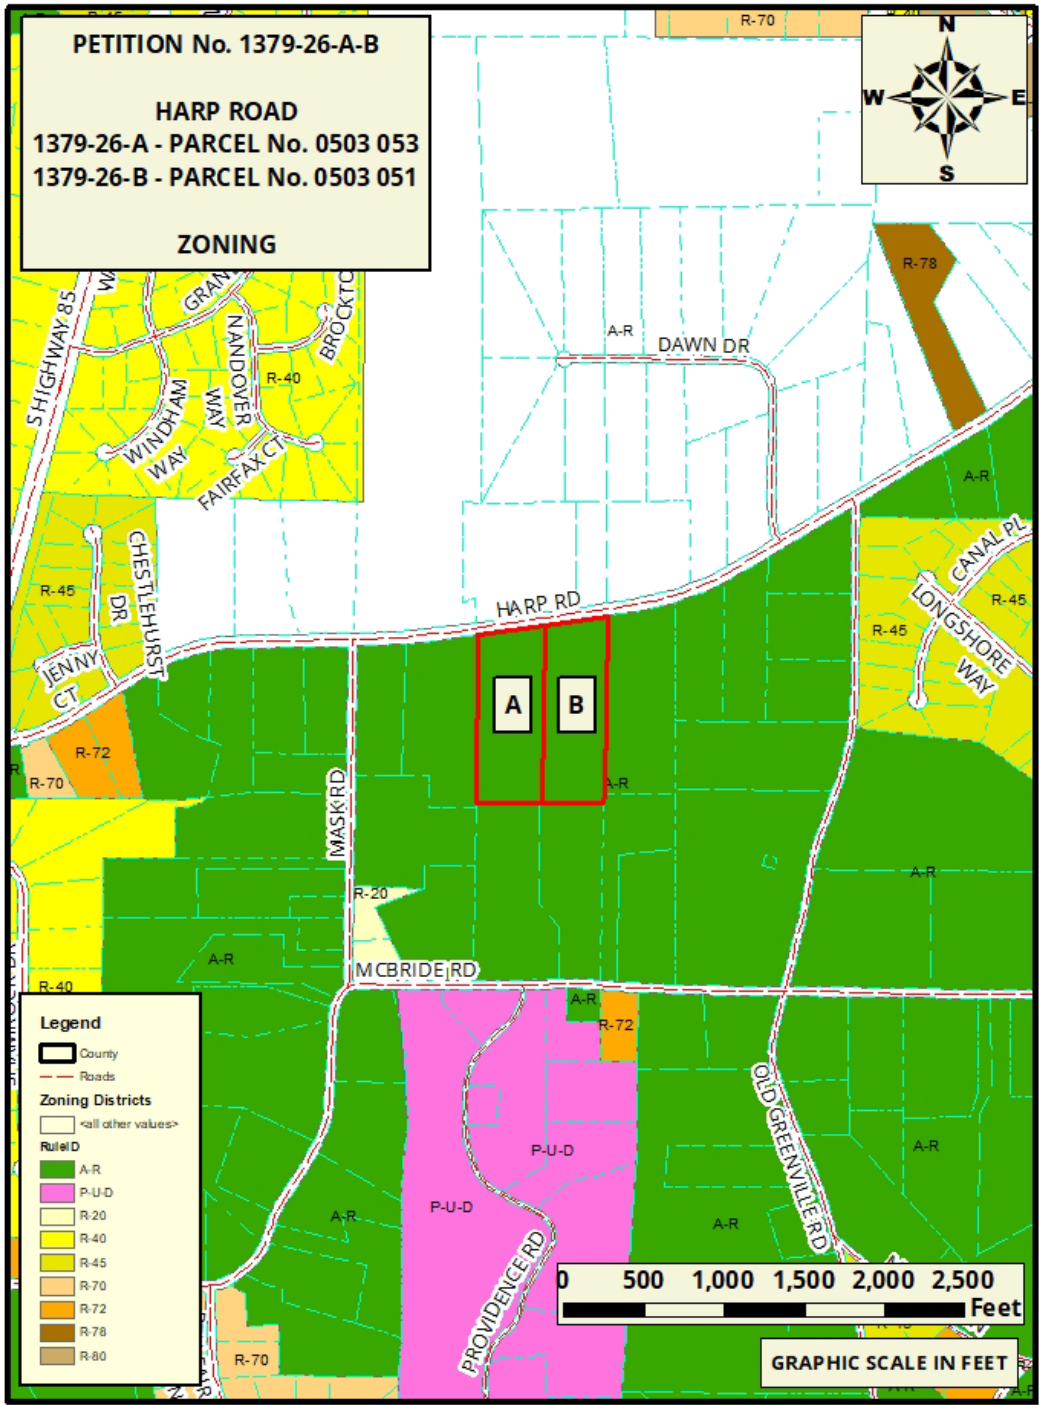 PETITION No. 1379-26-A-B
HARP ROAD
1379-26-A - PARCEL No. 0503 053
1379-26-B - PARCEL No. 0503 051
ZONING
R-70
N
W
E
S
R-78
SHIGHWAY 85
NANDOVER
WAY
R-40
WINDHAM
WAY
FAIRFAX CT
A-R
DAWN DR
A-R
CANAL PL
R-45
LONGSHORE
WAY
R-45
R-45
CHESTLEHURST
DR
JENNY
CT
HARP RD
R-72
R-70
A
B
A-R
MASK RD
A-R
R-20
A-R
MCBRIDE RD
R-40
A-R
R-72
OLD GREENVILLE RD
P-U-D
A-R
P-U-D
A-R
A-R
PROVIDENCE RD
R-70
Legend
County
Roads
Zoning Districts
<all other values>
RuleID
A-R
P-U-D
R-20
R-40
R-45
R-70
R-72
R-78
R-80
0 500 1,000 1,500 2,000 2,500
Feet
GRAPHIC SCALE IN FEET